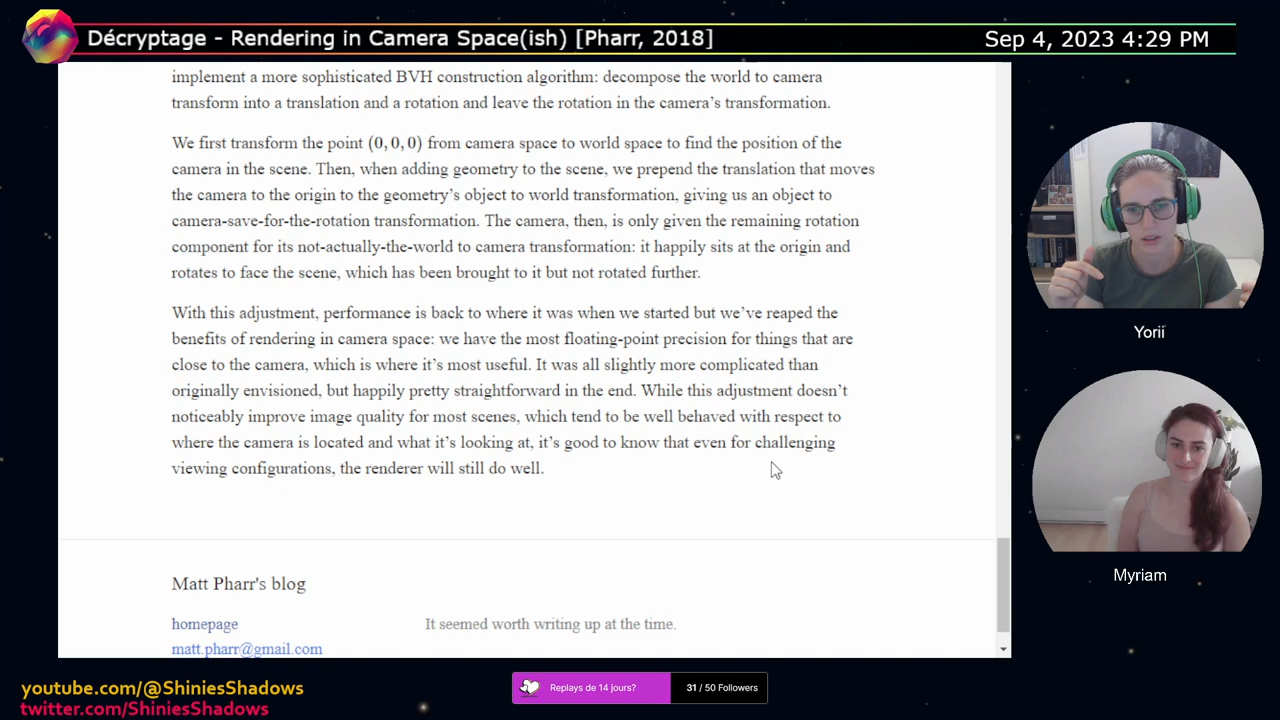 Décryptage - Rendering in Camera Space(ish) [Pharr, 2018]
Sep 4, 2023 4:29 PM
implement a more sophisticated BVH construction algorithm: decompose the world to camera
transform into a translation and a rotation and leave the rotation in the camera's transformation.
We first transform the point (0, 0, 0) from camera space to world space to find the position of the
camera in the scene. Then, when adding geometry to the scene, we prepend the translation that moves
the camera to the origin to the geometry's object to world transformation, giving us an object to
camera-save-for-the-rotation transformation. The camera, then, is only given the remaining rotation
component for its not-actually-the-world to camera transformation: it happily sits at the origin and
rotates to face the scene, which has been brought to it but not rotated further.
With this adjustment, performance is back to where it was when we started but we've reaped the
benefits of rendering in camera space: we have the most floating-point precision for things that are
close to the camera, which is where it's most useful. It was all slightly more complicated than
originally envisioned, but happily pretty straightforward in the end. While this adjustment doesn't
noticeably improve image quality for most scenes, which tend to be well behaved with respect to
where the camera is located and what it's looking at, it's good to know that even for challenging
viewing configurations, the renderer will still do well.
Matt Pharr's blog
homepage
It seemed worth writing up at the time.
matt.pharr@gmail.com
Yorii
Myriam
Replays de 14 jours?
31 / 50 Followers
youtube.com/@ShiniesShadows
twitter.com/ShiniesShadows